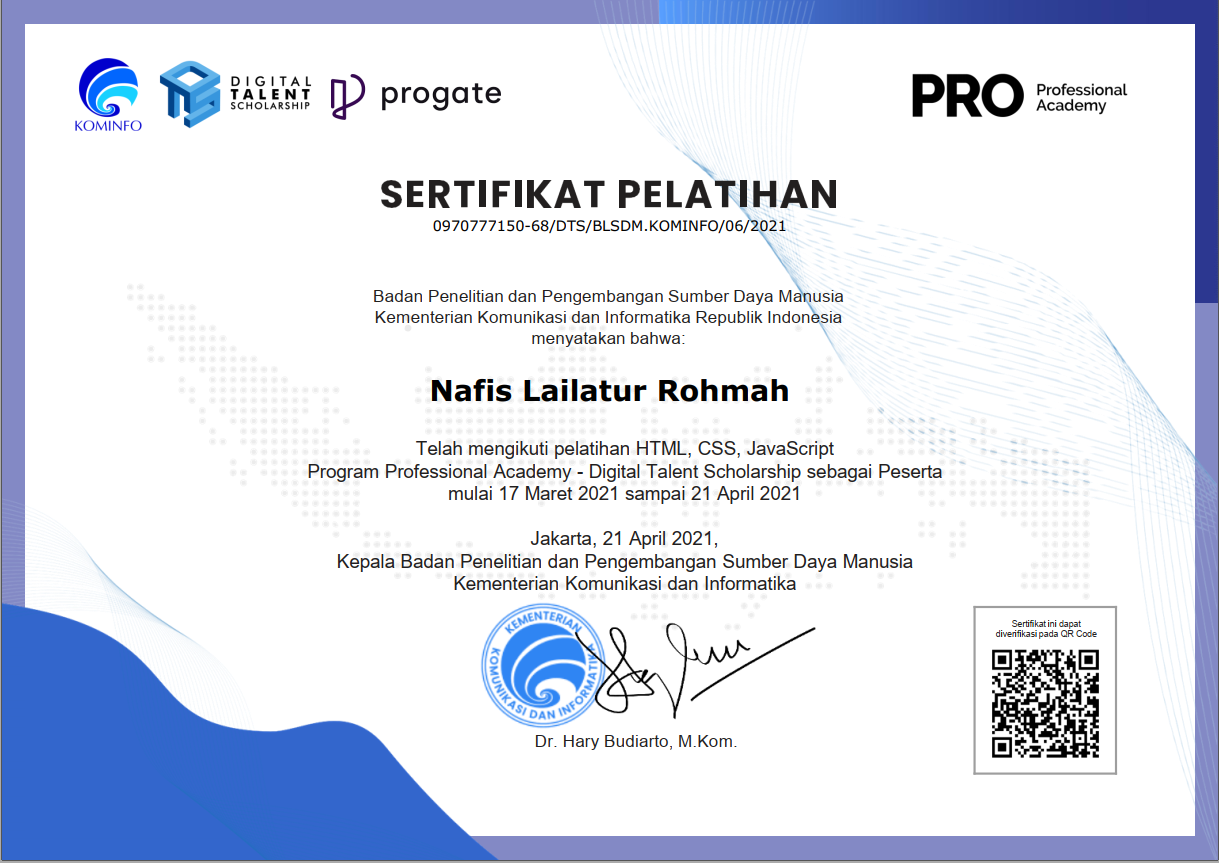 KOMINFO
DIGITAL
TALENT
SCHOLARSHIP
progate
PRO Professional
Academy
SERTIFIKAT PELATIHAN
0970777150-68/DTS/BLSDM.KOMINFO/06/2021
Badan Penelitian dan Pengembangan Sumber Daya Manusia
Kementerian Komunikasi dan Informatika Republik Indonesia
menyatakan bahwa:
Nafis Lailatur Rohmah
Telah mengikuti pelatihan HTML, CSS, JavaScript
Program Professional Academy - Digital Talent Scholarship sebagai Peserta
mulai 17 Maret 2021 sampai 21 April 2021
Jakarta, 21 April 2021,
Kepala Badan Penelitian dan Pengembangan Sumber Daya Manusia
Kementerian Komunikasi dan Informatika
KEMENTERIAN
KOMUNIKASI DAN INFORMATIKA
Dr. Hary Budiarto, M.Kom.
Sertifikat ini dapat
diverifikasi pada QR Code